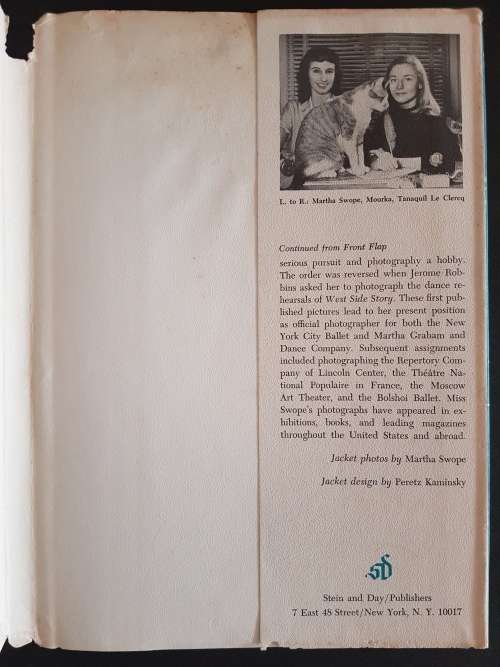 L. to R.: Martha Swope, Mourka, Tanaquil Le Clercq
Continued from Front Flap
serious pursuit and photography a hobby.
The order was reversed when Jerome Rob-
bins asked her to photograph the dance re-
hearsals of West Side Story. These first pub-
lished pictures lead to her present position
as official photographer for both the New
York City Ballet and Martha Graham and
Dance Company. Subsequent assignments
included photographing the Repertory Com-
pany of Lincoln Center, the Théâtre Na-
tional Populaire in France, the Moscow
Art Theater, and the Bolshoi Ballet. Miss
Swope's photographs have appeared in ex-
hibitions, books, and leading magazines
throughout the United States and abroad.
Jacket photos by Martha Swope
Jacket design by Peretz Kaminsky
sd
Stein and Day/Publishers
7 East 48 Street/New York, N. Y. 10017